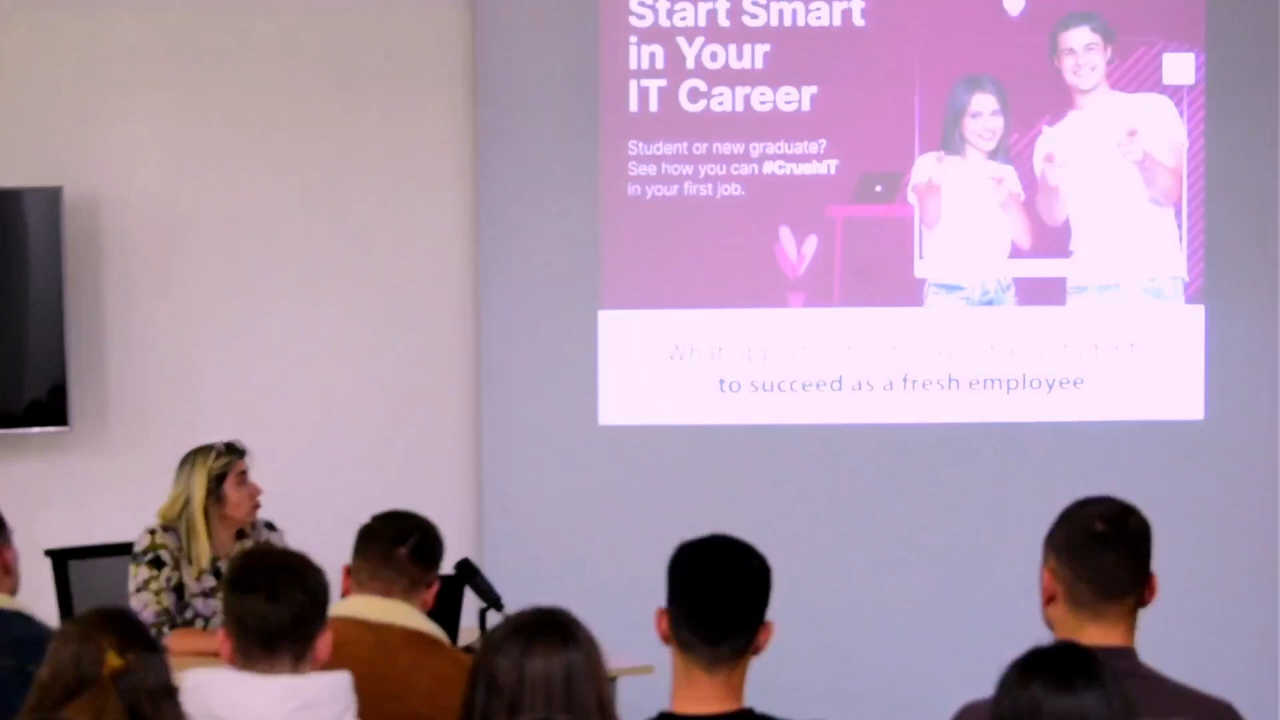 Start Smart
in Your
IT Career
Student or new graduate?
See how you can #CrushIT
in your first job.
What
to succeed as a fresh employee